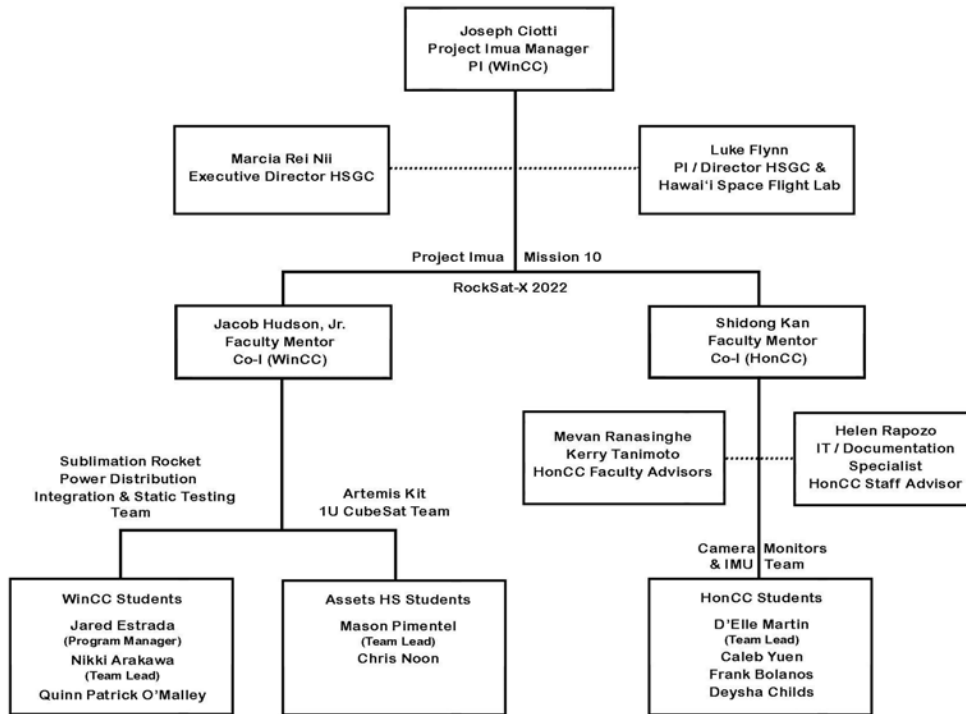 Joseph Ciotti
Project Imua Manager
PI (WinCC)
Marcia Rei Nii
Executive Director HSGC
Luke Flynn
PI / Director HSGC &
Hawaiʻi Space Flight Lab
Project Imua Mission 10
RockSat-X 2022
Jacob Hudson, Jr.
Faculty Mentor
Co-I (WinCC)
Shidong Kan
Faculty Mentor
Co-I (HonCC)
Mevan Ranasinghe
Kerry Tanimoto
HonCC Faculty Advisors
Helen Rapozo
IT / Documentation
Specialist
HonCC Staff Advisor
Sublimation Rocket
Power Distribution
Integration & Static Testing
Team
Artemis Kit
1U CubeSat Team
Camera Monitors
& IMU Team
WinCC Students
Jared Estrada
(Program Manager)
Nikki Arakawa
(Team Lead)
Quinn Patrick O’Malley
Assets HS Students
Mason Pimentel
(Team Lead)
Chris Noon
HonCC Students
D’Elle Martin
(Team Lead)
Caleb Yuen
Frank Bolanos
Deysha Childs